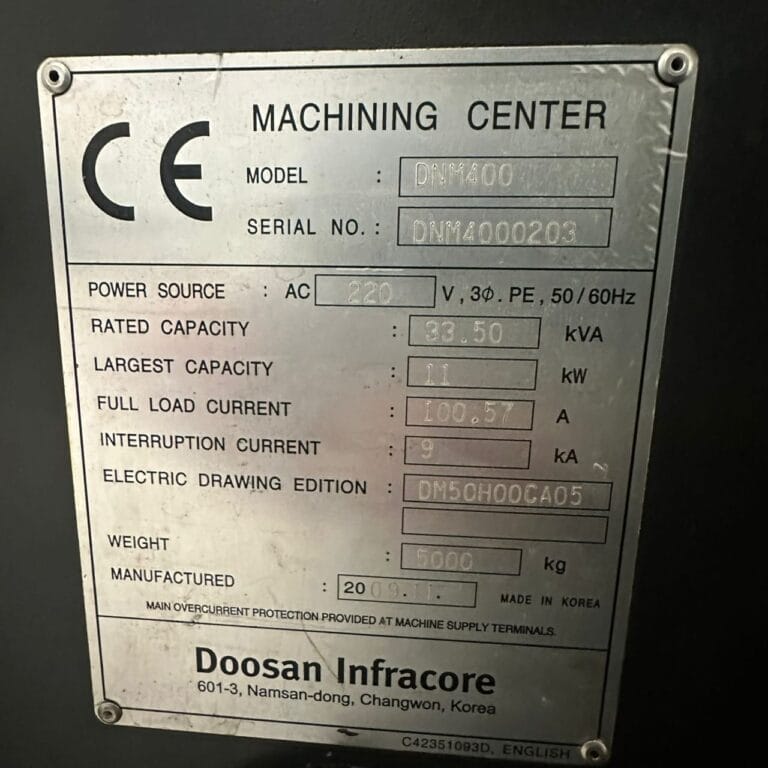 CE
MACHINING CENTER
MODEL : DNM400
SERIAL NO. : DNM4000203
POWER SOURCE : AC 220 V, 3Φ. PE, 50/60Hz
RATED CAPACITY : 33.50 kVA
LARGEST CAPACITY : 11 kW
FULL LOAD CURRENT : 100.57 A
INTERRUPTION CURRENT : 9 kA
ELECTRIC DRAWING EDITION : DM50H00CA05
WEIGHT : 5000 kg
MANUFACTURED : 2009.11.
MADE IN KOREA
MAIN OVERCURRENT PROTECTION PROVIDED AT MACHINE SUPPLY TERMINALS.
Doosan Infracore
601-3, Namsan-dong, Changwon, Korea
C42351093D, ENGLISH